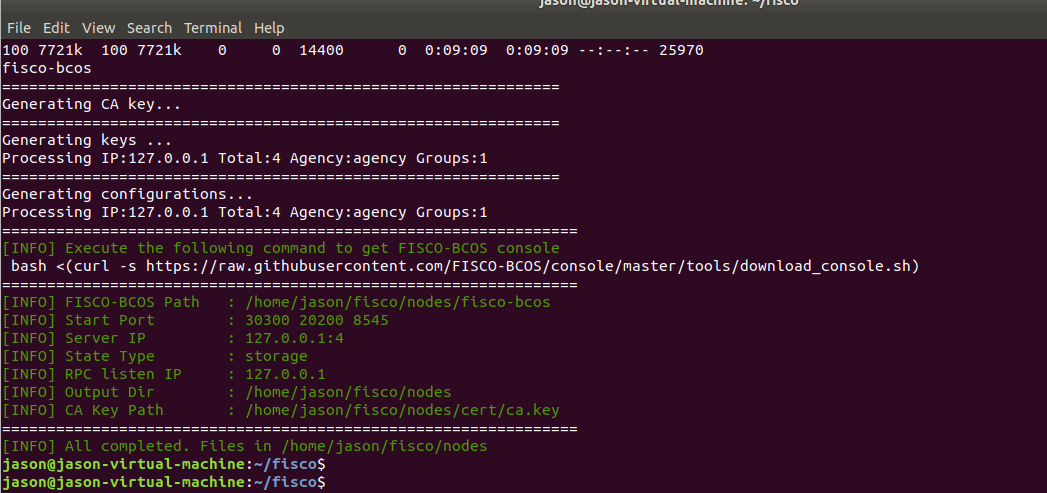 jason@jason-virtual-machine: ~/fisco
File Edit View Search Terminal Help
100 7721k  100 7721k    0     0  14400      0  0:09:09  0:09:09 --:--:-- 25970
fisco-bcos
==============================================================
Generating CA key...
==============================================================
Generating keys ...
Processing IP:127.0.0.1 Total:4 Agency:agency Groups:1
==============================================================
Generating configurations...
Processing IP:127.0.0.1 Total:4 Agency:agency Groups:1
================================================================
[INFO] Execute the following command to get FISCO-BCOS console
 bash <(curl -s https://raw.githubusercontent.com/FISCO-BCOS/console/master/tools/download_console.sh)
================================================================
[INFO] FISCO-BCOS Path   : /home/jason/fisco/nodes/fisco-bcos
[INFO] Start Port        : 30300 20200 8545
[INFO] Server IP         : 127.0.0.1:4
[INFO] State Type        : storage
[INFO] RPC listen IP     : 127.0.0.1
[INFO] Output Dir        : /home/jason/fisco/nodes
[INFO] CA Key Path       : /home/jason/fisco/nodes/cert/ca.key
================================================================
[INFO] All completed. Files in /home/jason/fisco/nodes
jason@jason-virtual-machine:~/fisco$
jason@jason-virtual-machine:~/fisco$